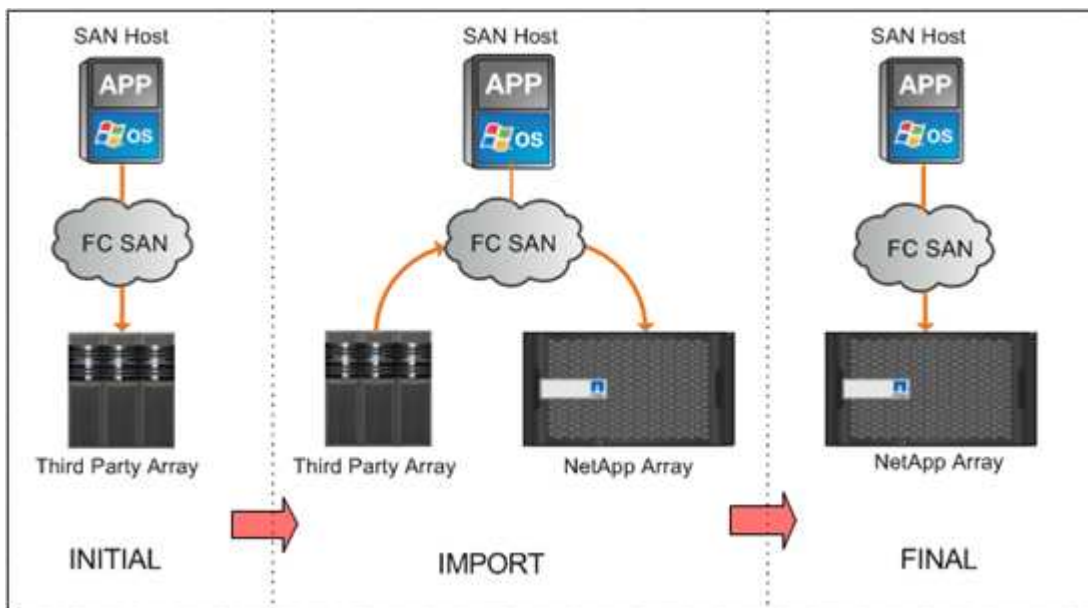 SAN Host
APP
OS
FC SAN
Third Party Array
INITIAL
SAN Host
APP
OS
FC SAN
Third Party Array
NetApp Array
IMPORT
SAN Host
APP
OS
FC SAN
NetApp Array
FINAL